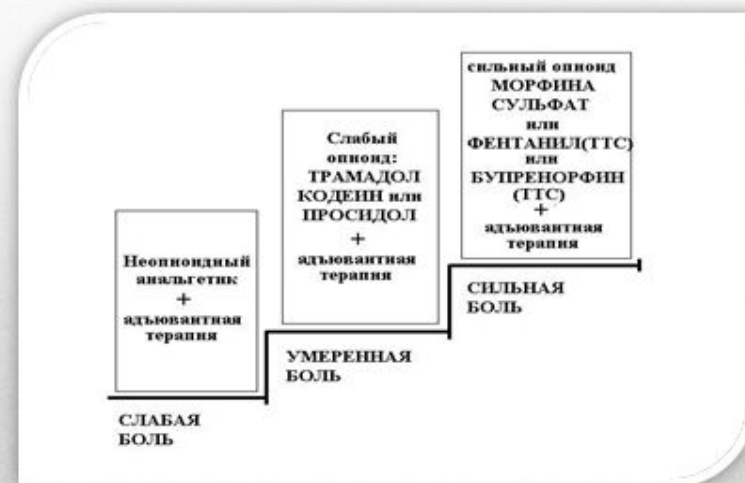 Неопиоидный
анальгетик
+
адъювантная
терапия
СЛАБАЯ
БОЛЬ
Слабый
опиоид:
ТРАМАДОЛ
КОДЕИН или
ПРОСИДОЛ
+
адъювантная
терапия
УМЕРЕННАЯ
БОЛЬ
сильный опиоид
МОРФИНА
СУЛЬФАТ
или
ФЕНТАНИЛ(ТТС)
или
БУПРЕНОРФИН
(ТТС)
+
адъювантная
терапия
СИЛЬНАЯ
БОЛЬ